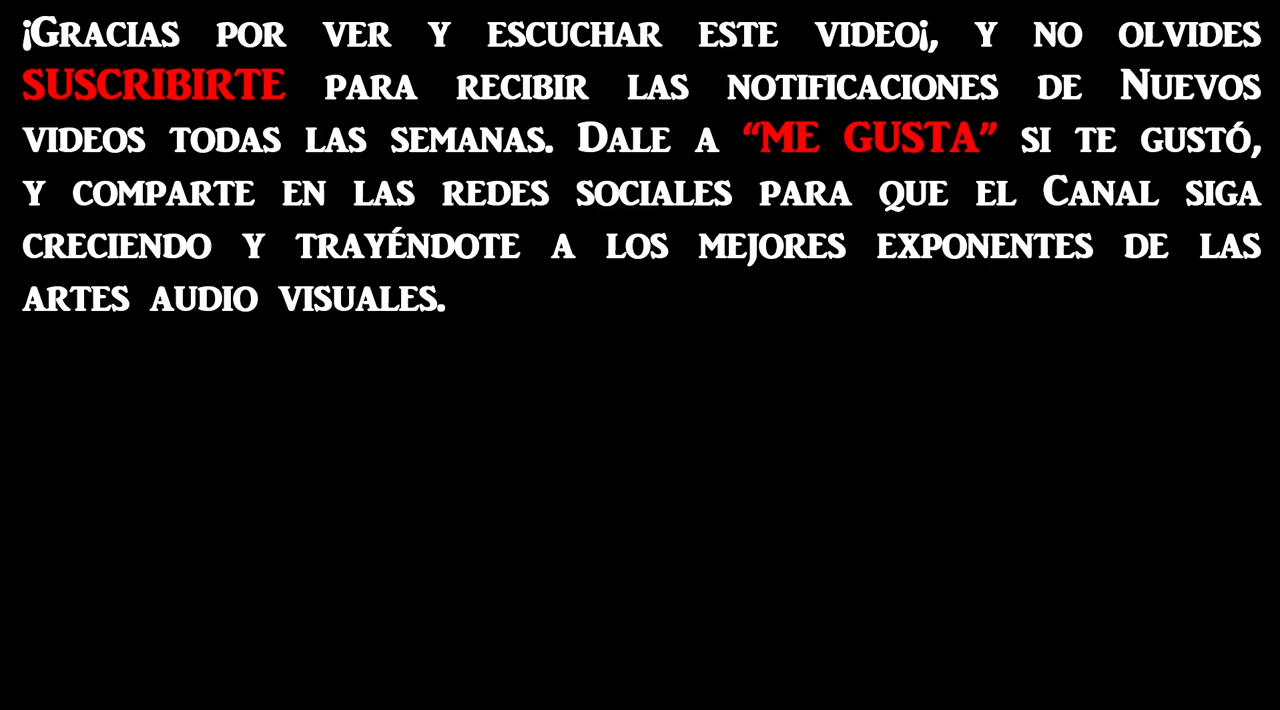 ¡Gracias por ver y escuchar este video¡, y no olvides
SUSCRIBIRTE para recibir las notificaciones de Nuevos
videos todas las semanas. Dale a “ME GUSTA” si te gustó,
y comparte en las redes sociales para que el Canal siga
creciendo y trayéndote a los mejores exponentes de las
artes audio visuales.